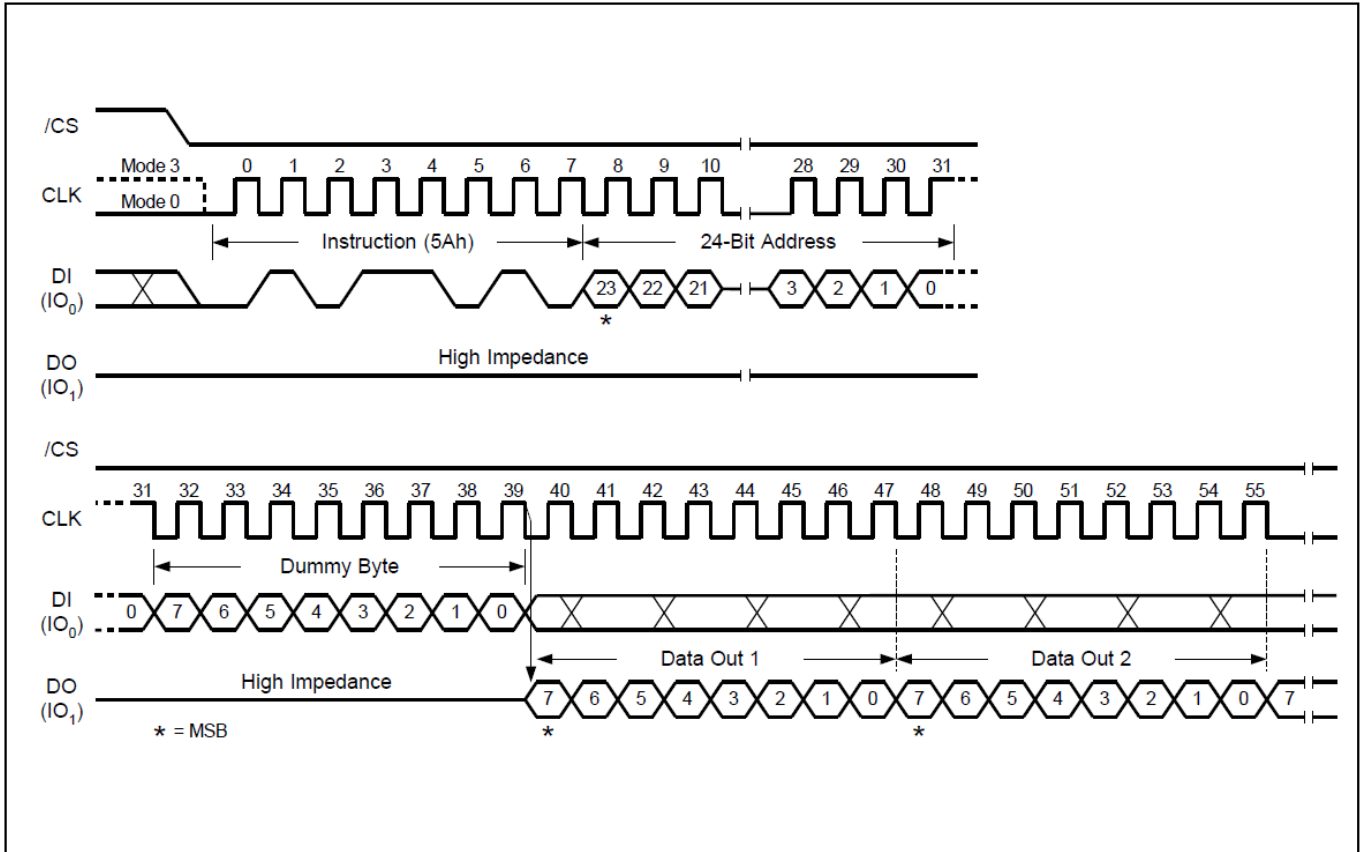 /CS
Mode 3 0 1 2 3 4 5 6 7 8 9 10 28 29 30 31
CLK
Mode 0
Instruction (5Ah) 24-Bit Address
DI
(IO0) 23 22 21 3 2 1 0
*
High Impedance
DO
(IO1)
/CS
31 32 33 34 35 36 37 38 39 40 41 42 43 44 45 46 47 48 49 50 51 52 53 54 55
CLK
Dummy Byte
DI
(IO0) 0 7 6 5 4 3 2 1 0
Data Out 1 Data Out 2
High Impedance
DO
(IO1) 7 6 5 4 3 2 1 0 7 6 5 4 3 2 1 0 7
* = MSB * *